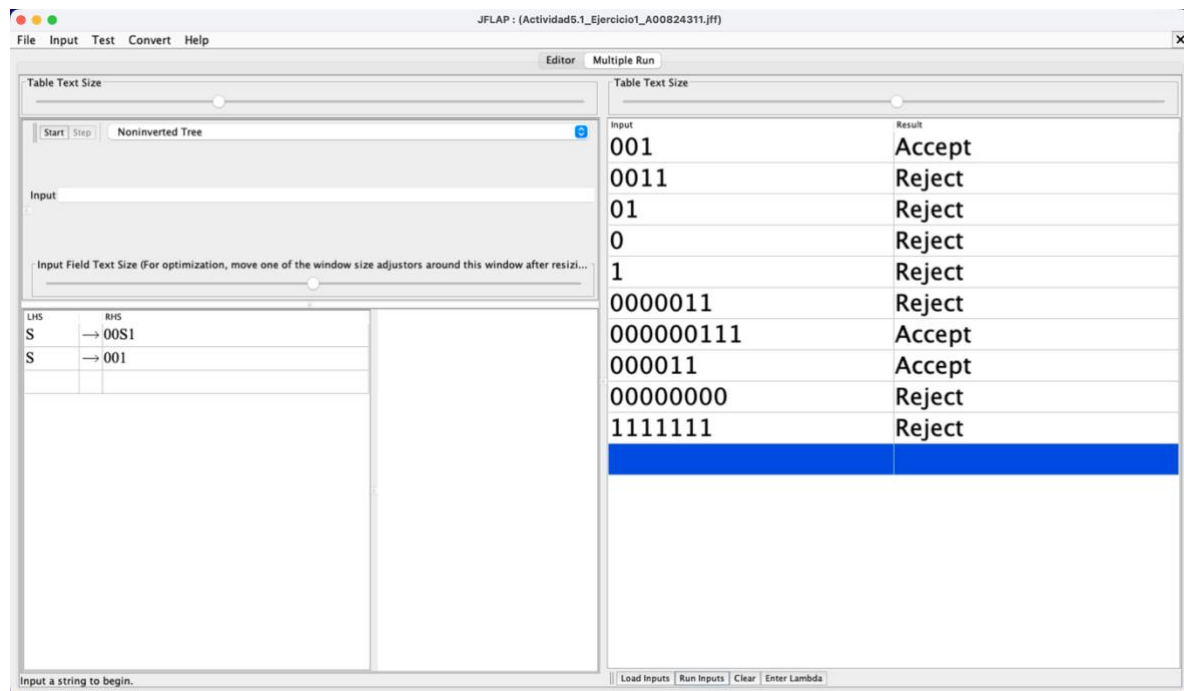 JFLAP : (Actividad5.1_Ejercicio1_A00824311.jff)
File Input Test Convert Help
Editor Multiple Run
Table Text Size
Start Step Noninverted Tree
Input
Input Field Text Size (For optimization, move one of the window size adjustors around this window after resizi...
LHS RHS
S → 00S1
S → 001
Input a string to begin.
Table Text Size
Input Result
001 Accept
0011 Reject
01 Reject
0 Reject
1 Reject
0000011 Reject
000000111 Accept
000011 Accept
00000000 Reject
1111111 Reject
Load Inputs Run Inputs Clear Enter Lambda